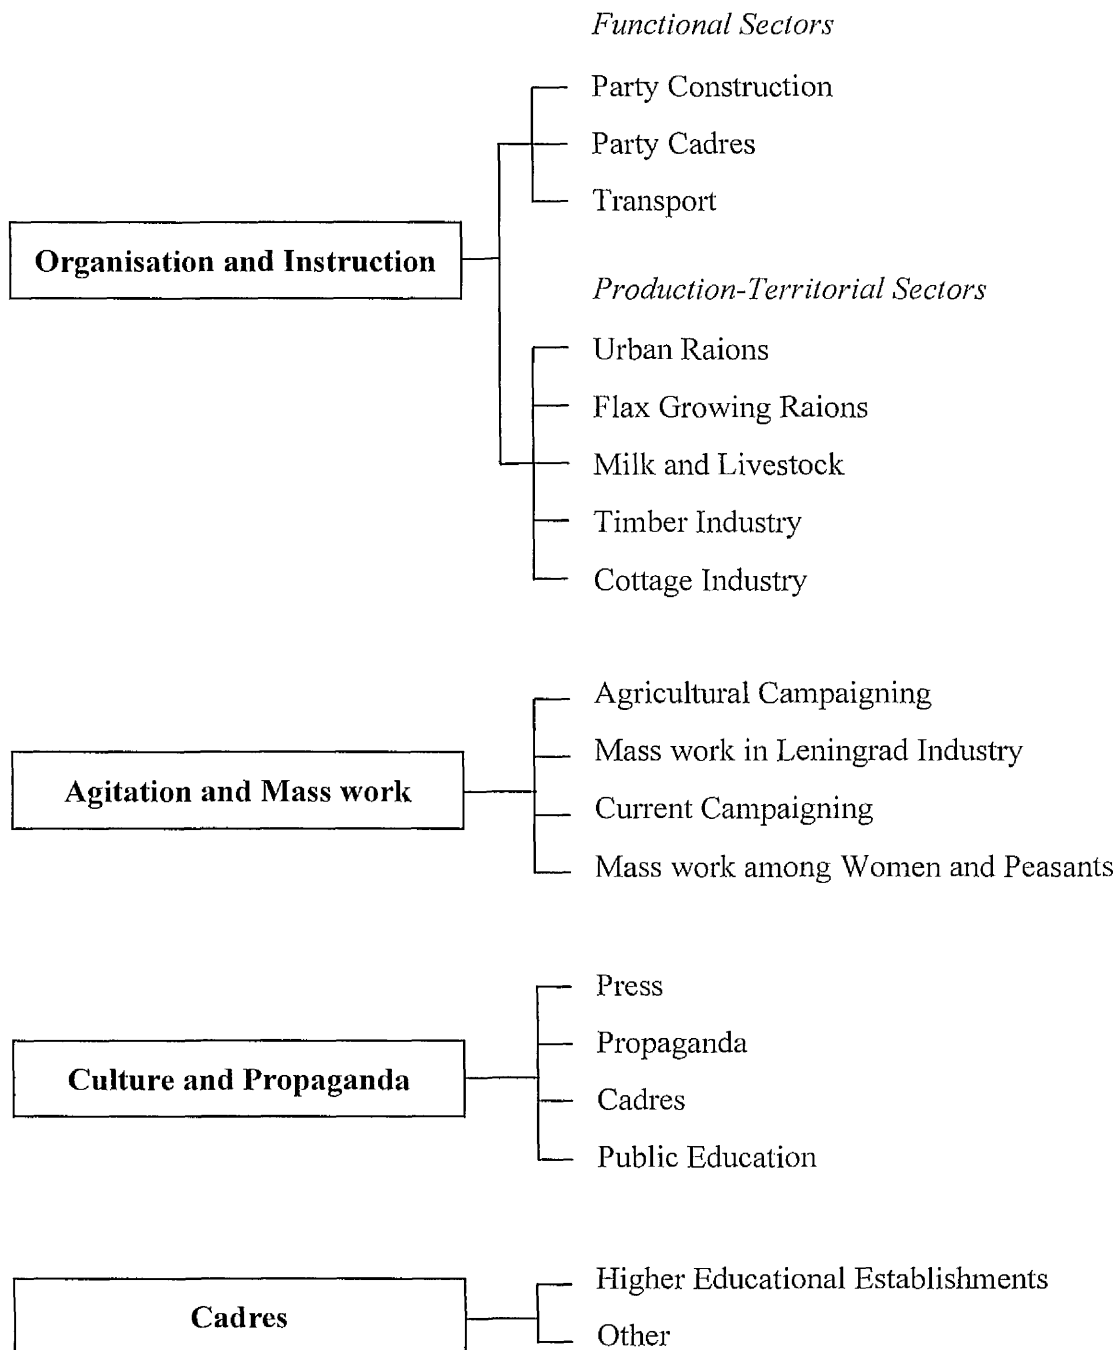 Functional Sectors
Party Construction
Party Cadres
Transport
Organisation and Instruction
Production-Territorial Sectors
Urban Raions
Flax Growing Raions
Milk and Livestock
Timber Industry
Cottage Industry
Agricultural Campaigning
Mass work in Leningrad Industry
Agitation and Mass work
Current Campaigning
Mass work among Women and Peasants
Press
Propaganda
Culture and Propaganda
Cadres
Public Education
Higher Educational Establishments
Cadres
Other